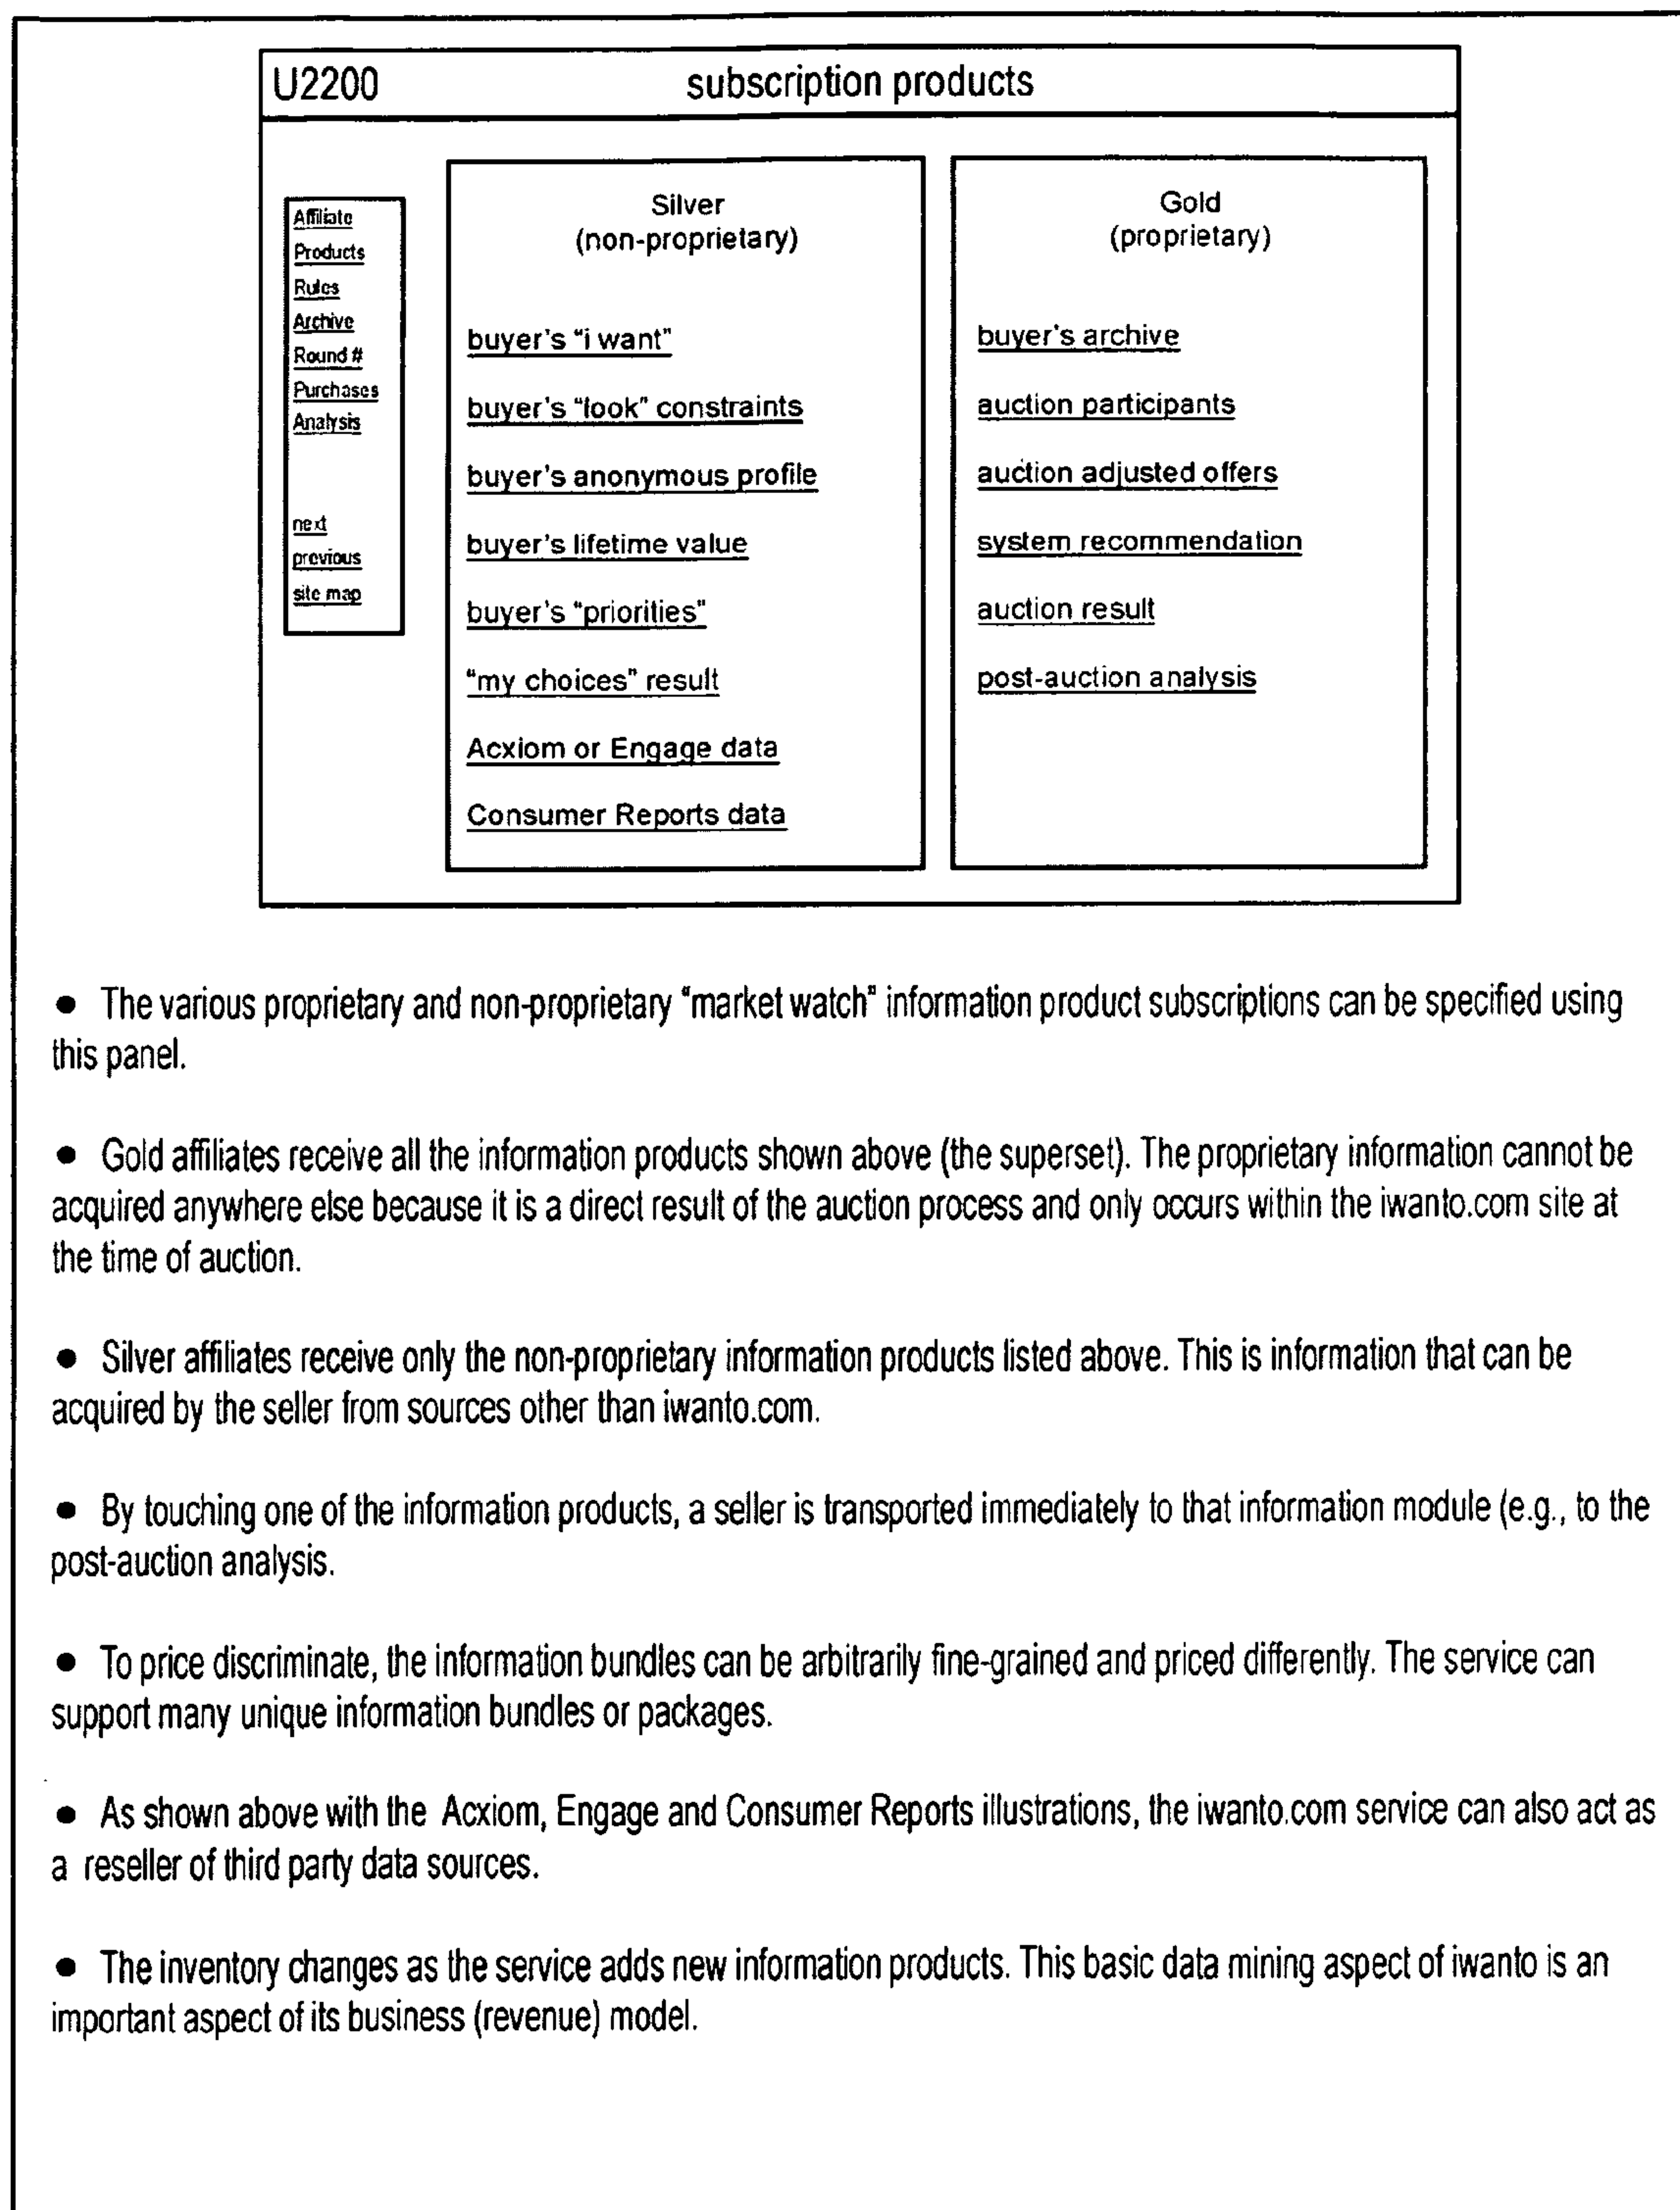 U2200 subscription products
Affiliate
Products
Rules
Archive
Round #
Purchases
Analysis
next
previous
site map
Silver
(non-proprietary)
buyer's "i want"
buyer's "look" constraints
buyer's anonymous profile
buyer's lifetime value
buyer's "priorities"
"my choices" result
Acxiom or Engage data
Consumer Reports data
Gold
(proprietary)
buyer's archive
auction participants
auction adjusted offers
system recommendation
auction result
post-auction analysis
• The various proprietary and non-proprietary "market watch" information product subscriptions can be specified using
this panel.
• Gold affiliates receive all the information products shown above (the superset). The proprietary information cannot be
acquired anywhere else because it is a direct result of the auction process and only occurs within the iwanto.com site at
the time of auction.
• Silver affiliates receive only the non-proprietary information products listed above. This is information that can be
acquired by the seller from sources other than iwanto.com.
• By touching one of the information products, a seller is transported immediately to that information module (e.g., to the
post-auction analysis.
• To price discriminate, the information bundles can be arbitrarily fine-grained and priced differently. The service can
support many unique information bundles or packages.
• As shown above with the Acxiom, Engage and Consumer Reports illustrations, the iwanto.com service can also act as
a reseller of third party data sources.
• The inventory changes as the service adds new information products. This basic data mining aspect of iwanto is an
important aspect of its business (revenue) model.